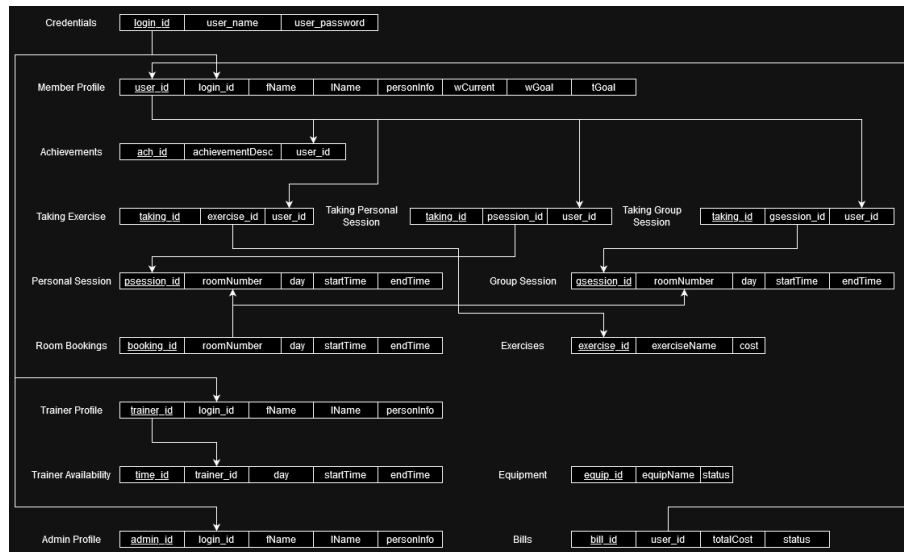 Credentials login_id user_name user_password
Member Profile user_id login_id fName lName personInfo wCurrent wGoal tGoal
Achievements ach_id achievementDesc user_id
Taking Exercise taking_id exercise_id user_id
Taking Personal
Session
taking_id psession_id user_id
Taking Group
Session
taking_id gsession_id user_id
Personal Session psession_id roomNumber day startTime endTime
Group Session gsession_id roomNumber day startTime endTime
Room Bookings booking_id roomNumber day startTime endTime
Exercises exercise_id exerciseName cost
Trainer Profile trainer_id login_id fName lName personInfo
Trainer Availability time_id trainer_id day startTime endTime
Equipment equip_id equipName status
Admin Profile admin_id login_id fName lName personInfo
Bills bill_id user_id totalCost status